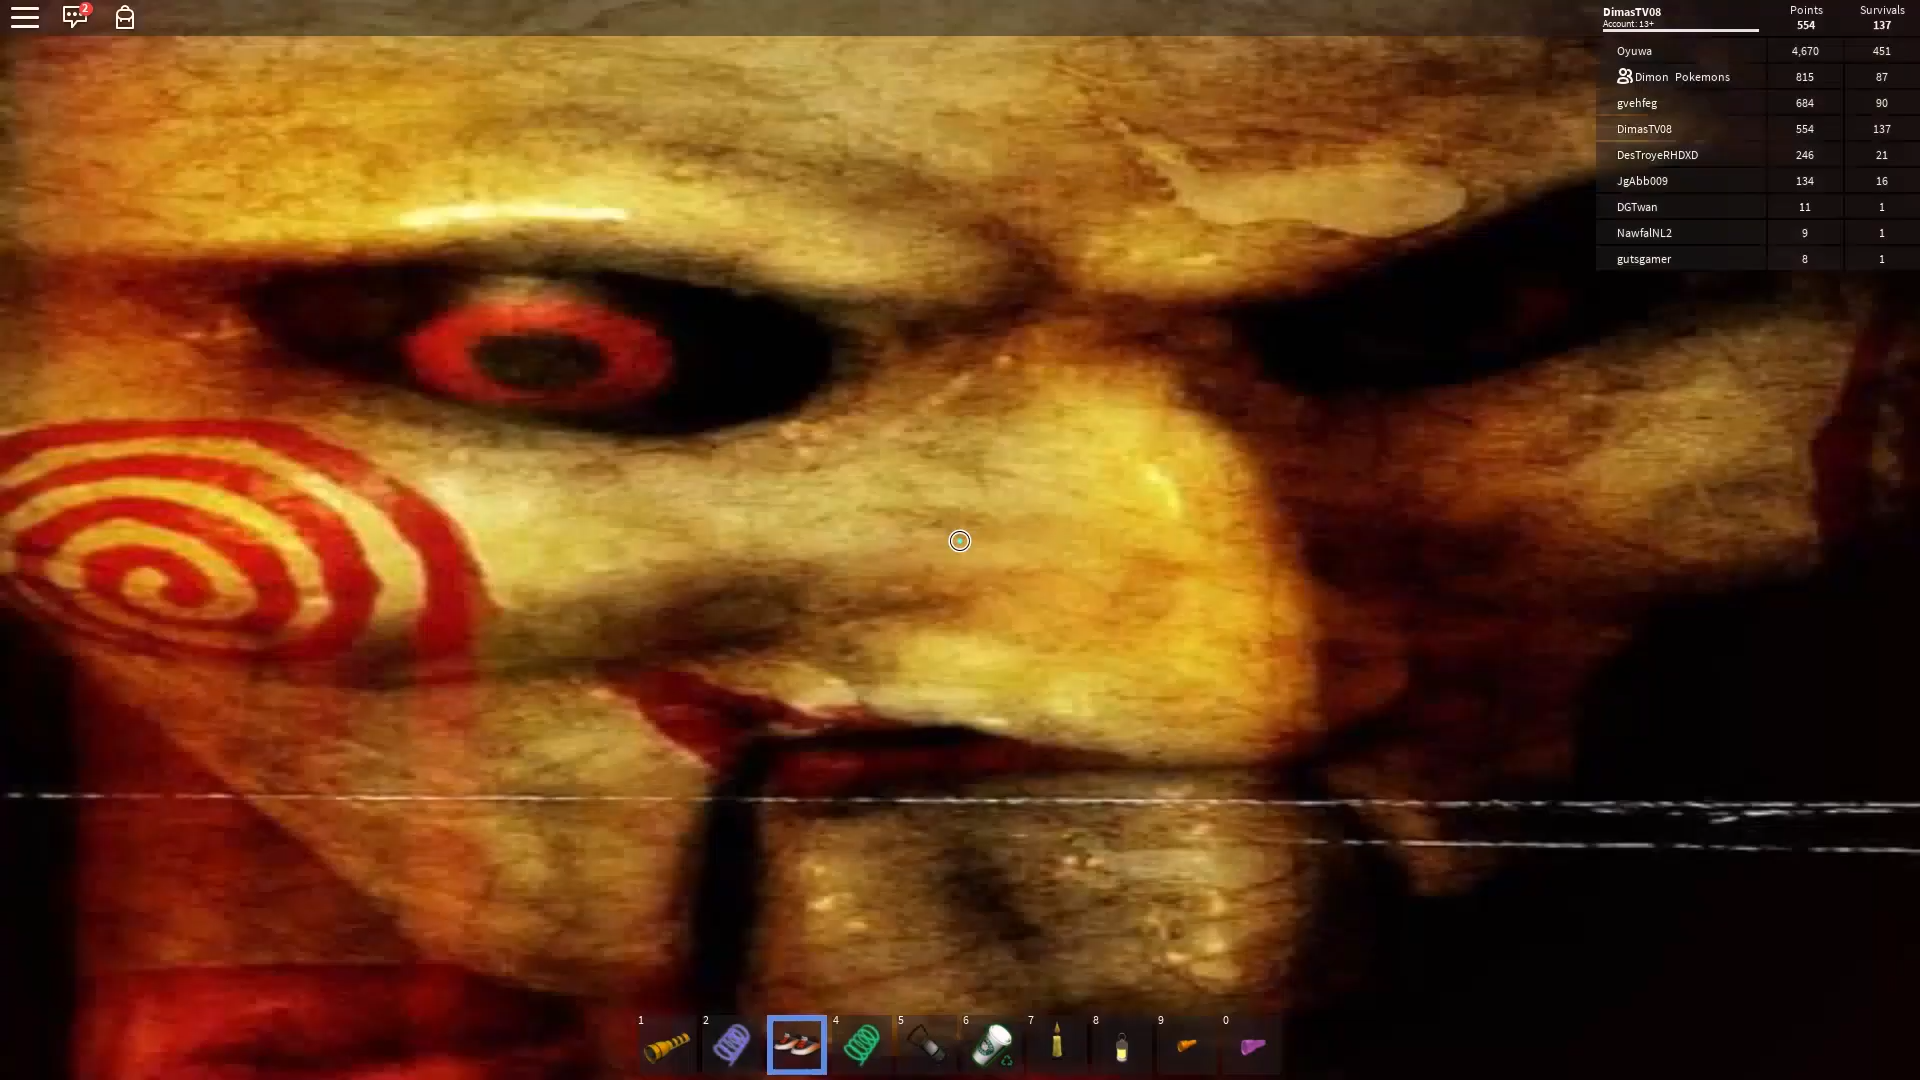 2
DimasTV08 Points Survivals
Account: 13+ 554 137
Oyuwa 4,670 451
Dimon Pokemons 815 87
gvehfeg 684 90
DimasTV08 554 137
DesTroyeRHDXD 246 21
JgAbb009 134 16
DGTwan 11 1
NawfalNL2 9 1
gutsgamer 8 1
1 2 4 5 6 7 8 9 0